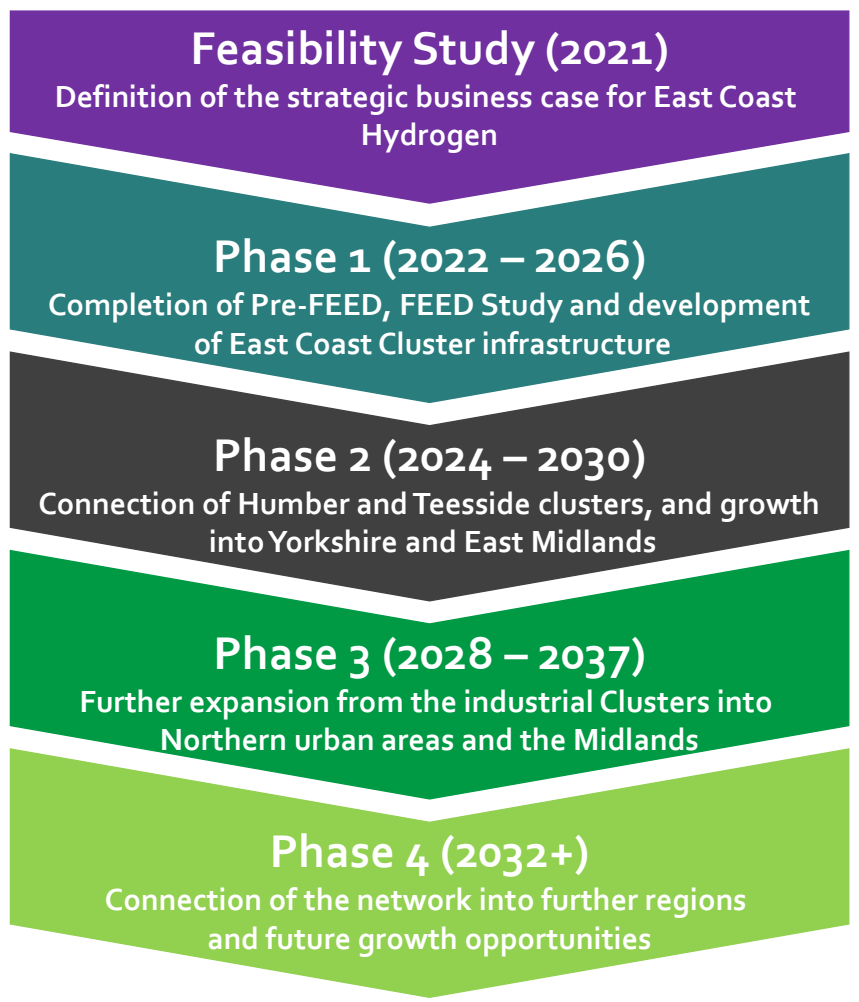 Feasibility Study (2021)
Definition of the strategic business case for East Coast
Hydrogen
Phase 1 (2022 – 2026)
Completion of Pre-FEED, FEED Study and development
of East Coast Cluster infrastructure
Phase 2 (2024 – 2030)
Connection of Humber and Teesside clusters, and growth
into Yorkshire and East Midlands
Phase 3 (2028 – 2037)
Further expansion from the industrial Clusters into
Northern urban areas and the Midlands
Phase 4 (2032+)
Connection of the network into further regions
and future growth opportunities